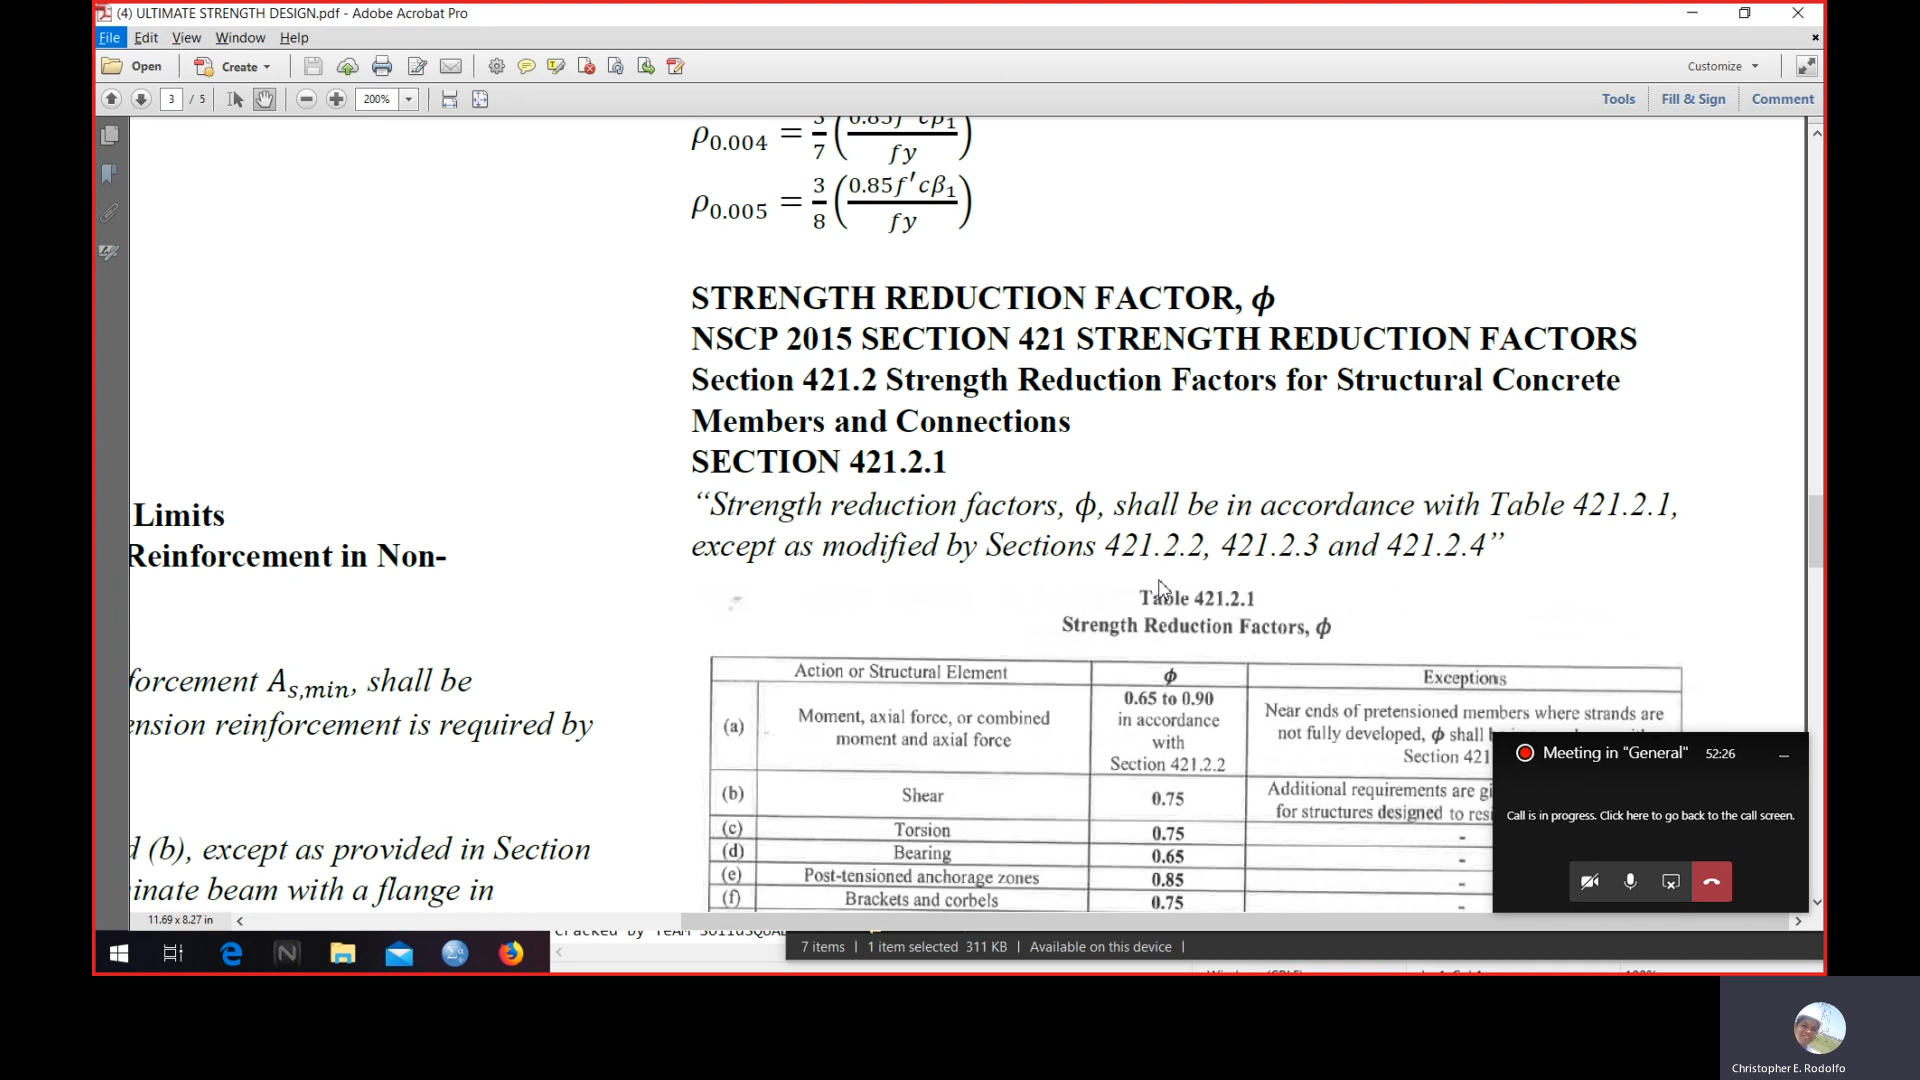 (4) ULTIMATE STRENGTH DESIGN.pdf - Adobe Acrobat Pro
File Edit View Window Help
Open Create Customize
3 / 5 200% Tools Fill & Sign Comment
ρ0.004 = 3/7 (0.85f'cβ1 / fy)
ρ0.005 = 3/8 (0.85f'cβ1 / fy)
STRENGTH REDUCTION FACTOR, ϕ
NSCP 2015 SECTION 421 STRENGTH REDUCTION FACTORS
Section 421.2 Strength Reduction Factors for Structural Concrete
Members and Connections
SECTION 421.2.1
“Strength reduction factors, ϕ, shall be in accordance with Table 421.2.1,
except as modified by Sections 421.2.2, 421.2.3 and 421.2.4”
Limits
Reinforcement in Non-
forcement As,min, shall be
ension reinforcement is required by
d (b), except as provided in Section
inate beam with a flange in
Table 421.2.1
Strength Reduction Factors, ϕ
Action or Structural Element ϕ Exceptions
(a) Moment, axial force, or combined moment and axial force 0.65 to 0.90 in accordance with Section 421.2.2 Near ends of pretensioned members where strands are not fully developed, ϕ shall Section 421
(b) Shear 0.75 Additional requirements are gi for structures designed to resi
(c) Torsion 0.75 -
(d) Bearing 0.65 -
(e) Post-tensioned anchorage zones 0.85 -
(f) Brackets and corbels 0.75 -
Meeting in "General" 52:26
Call is in progress. Click here to go back to the call screen.
11.69 x 8.27 in
7 items | 1 item selected 311 KB | Available on this device |
Christopher E. Rodolfo